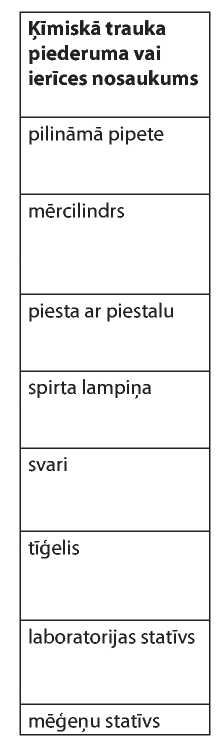 Ķīmiskā trauka
piederuma vai
ierīces nosaukums
pilināmā pipete
mērcilindrs
piesta ar piestalu
spirta lampiņa
svari
tīģelis
laboratorijas statīvs
mēģeņu statīvs